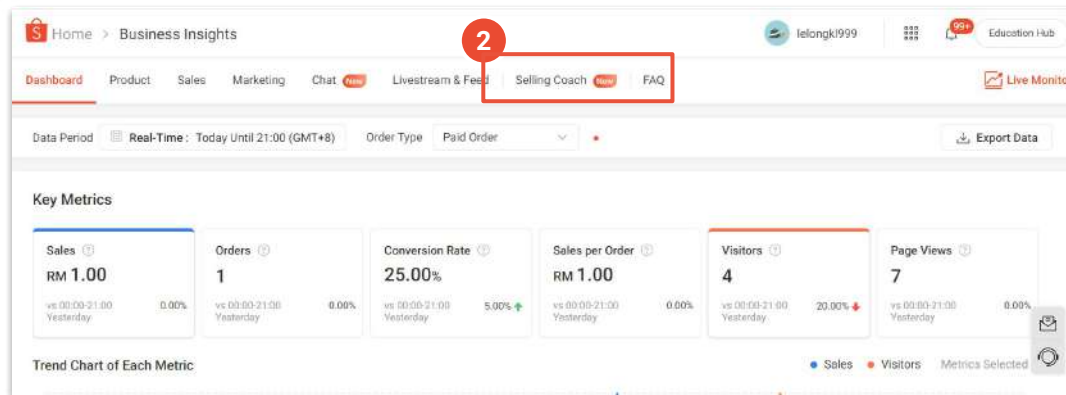 S Home > Business Insights
lelongkl999
99+
Education Hub
2
Dashboard Product Sales Marketing Chat New Livestream & Feed Selling Coach New FAQ
Live Monito
Data Period Real-Time : Today Until 21:00 (GMT+8) Order Type Paid Order Export Data
Key Metrics
Sales
RM 1.00
vs 00:00-21:00 0.00%
Yesterday
Orders
1
vs 00:00-21:00 0.00%
Yesterday
Conversion Rate
25.00%
vs 00:00-21:00 5.00%
Yesterday
Sales per Order
RM 1.00
vs 00:00-21:00 0.00%
Yesterday
Visitors
4
vs 00:00-21:00 20.00%
Yesterday
Page Views
7
vs 00:00-21:00 0.00%
Yesterday
Trend Chart of Each Metric Sales Visitors Metrics Selected